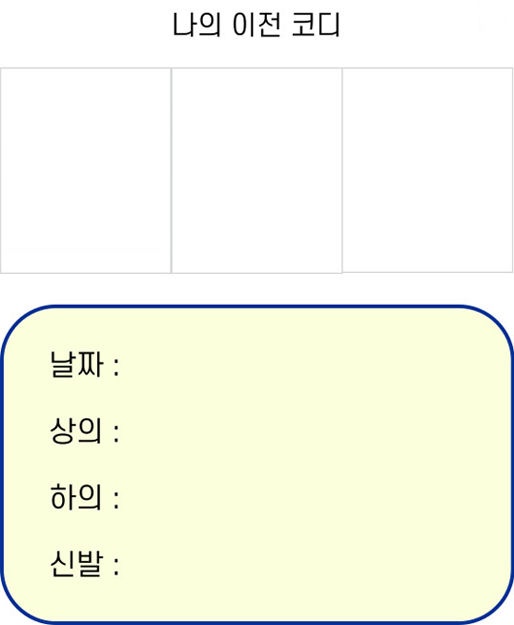 나의 이전 코디
날짜 :
상의 :
하의 :
신발 :